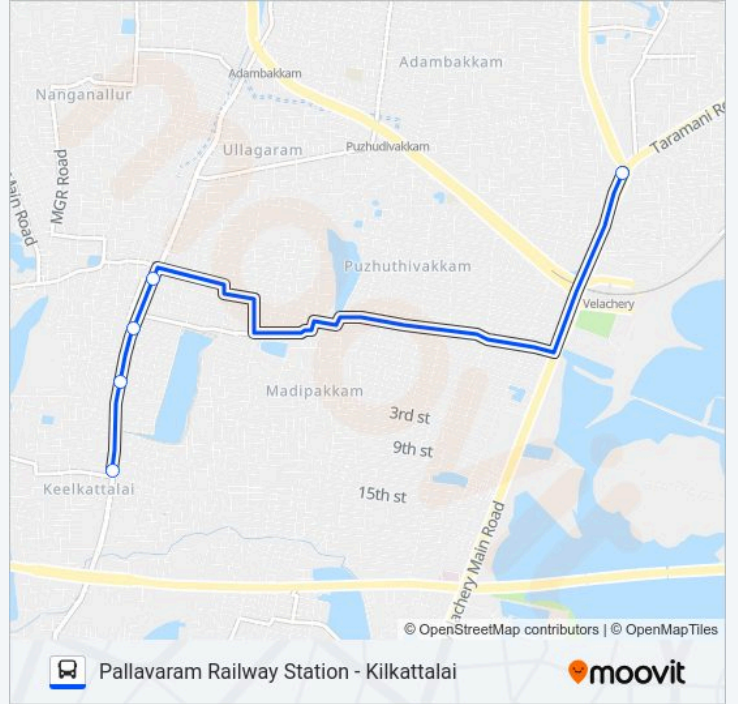 Adambakkam
Adambakkam
Nanganallur
Taramani
Ullagaram
Puzhudivakkam
MGR Road
Main Road
Puzhuthivakkam
Velachery
Madipakkam
3rd st
9th st
Keelkattalai
15th st
achery Main Road
© OpenStreetMap contributors | © OpenMapTiles
Pallavaram Railway Station - Kilkattalai
moovit